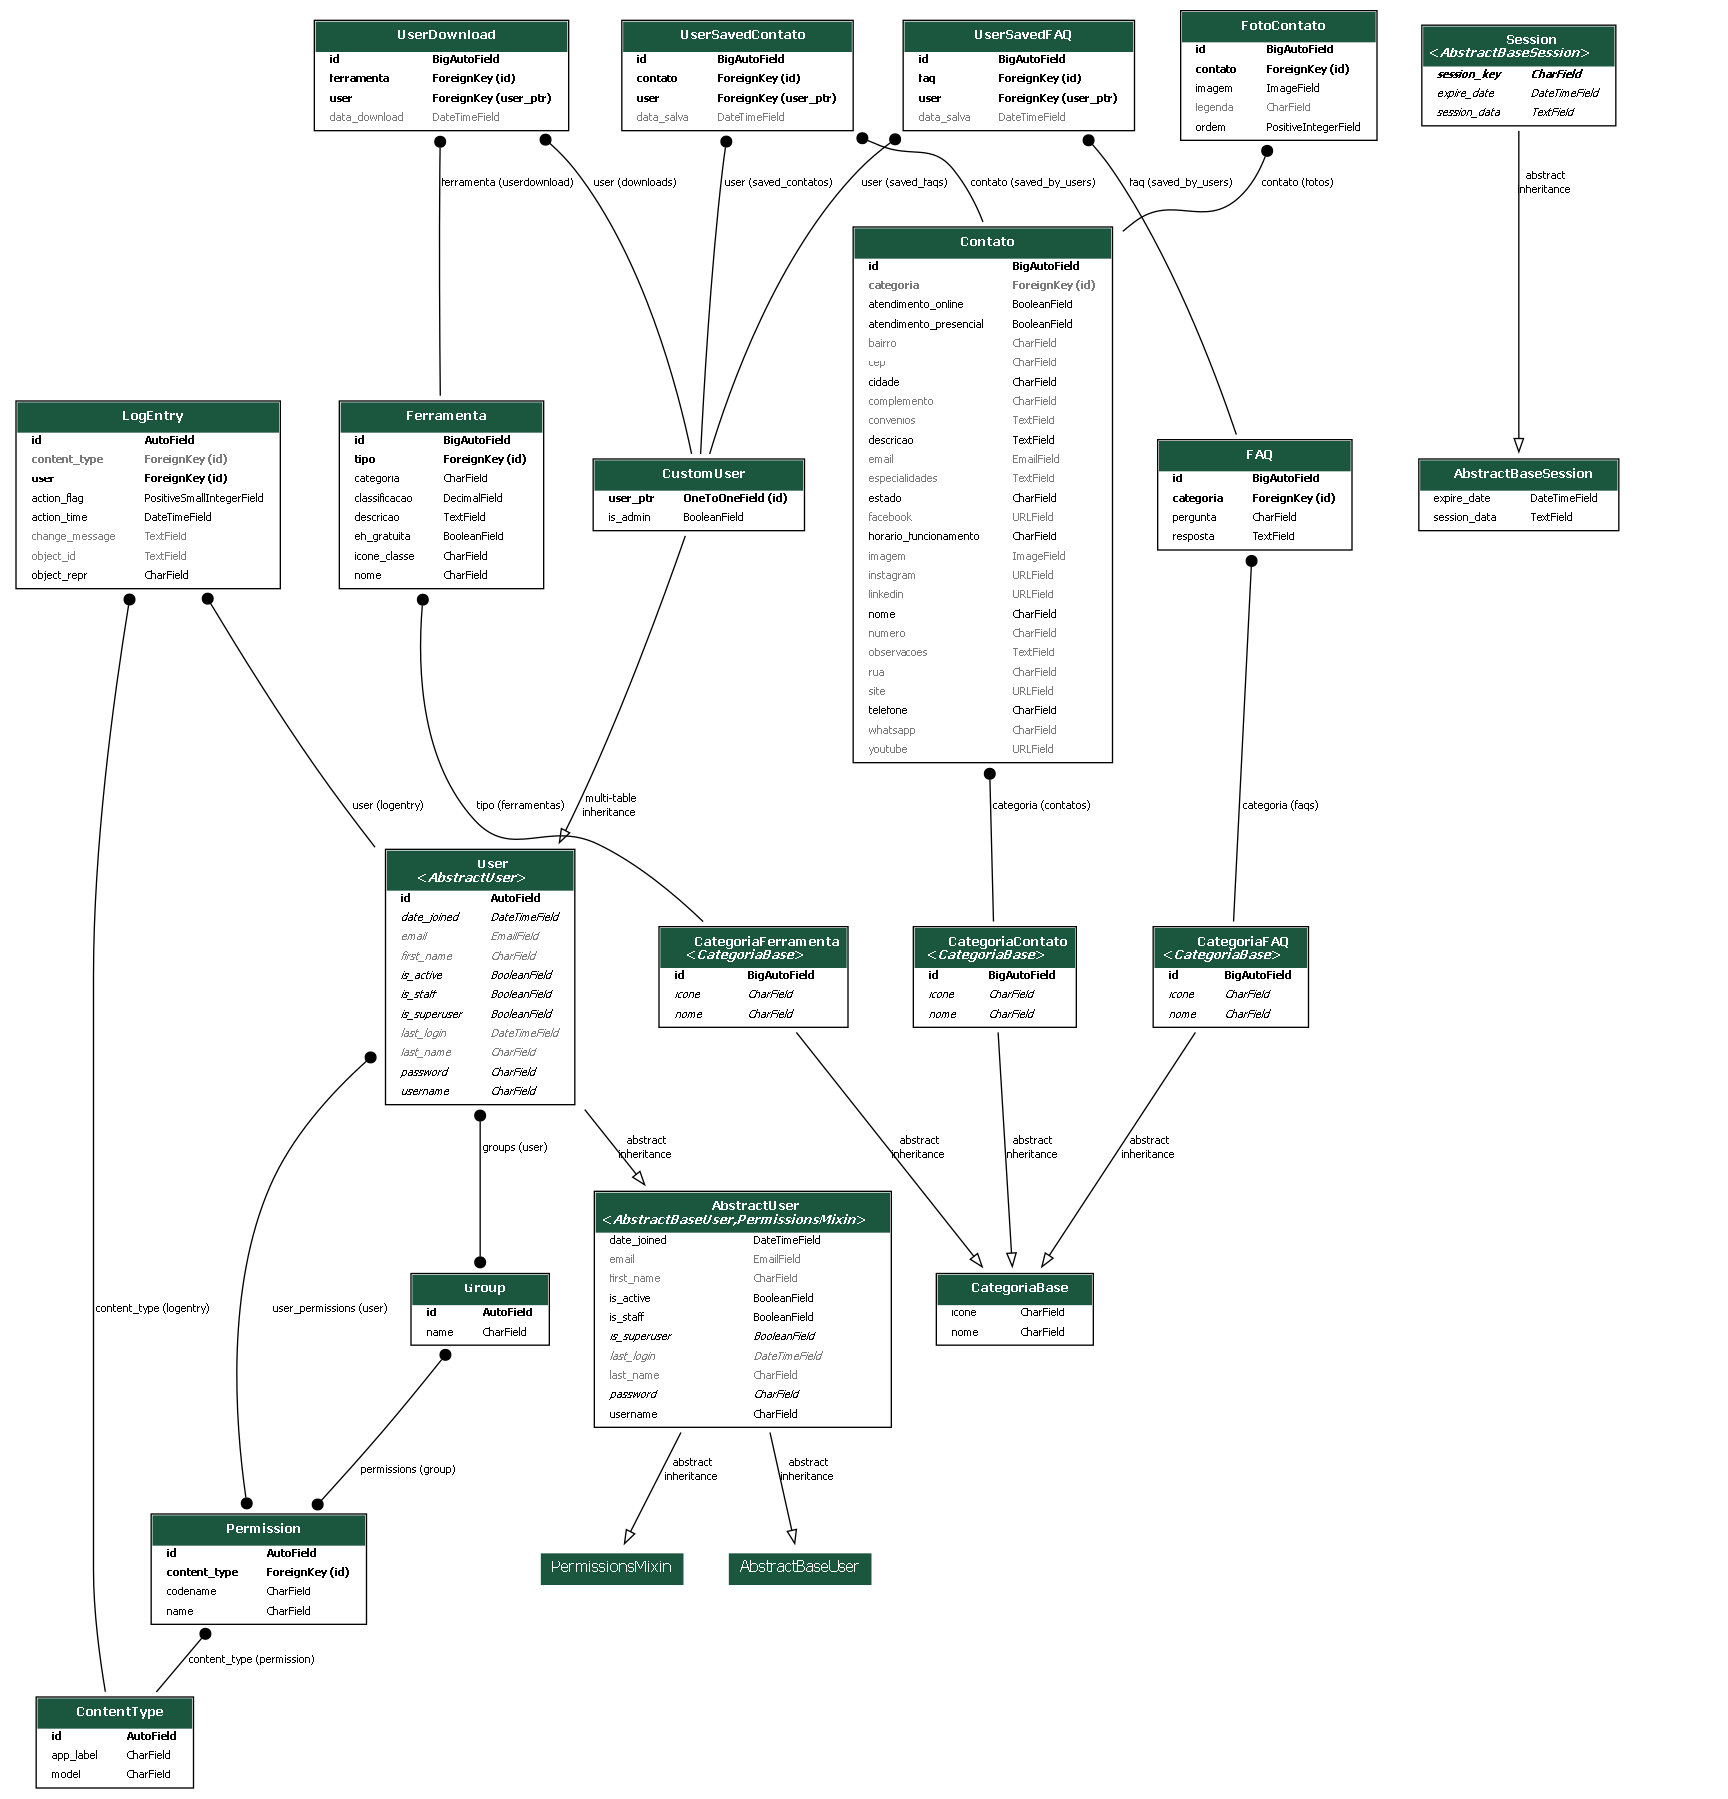 UserDownload
id BigAutoField
ferramenta ForeignKey (id)
user ForeignKey (user_ptr)
data_download DateTimeField
UserSavedContato
id BigAutoField
contato ForeignKey (id)
user ForeignKey (user_ptr)
data_salva DateTimeField
UserSavedFAQ
id BigAutoField
faq ForeignKey (id)
user ForeignKey (user_ptr)
data_salva DateTimeField
FotoContato
id BigAutoField
contato ForeignKey (id)
imagem ImageField
legenda CharField
ordem PositiveIntegerField
Session
<AbstractBaseSession>
session_key CharField
expire_date DateTimeField
session_data TextField
ferramenta (userdownload)
user (downloads)
user (saved_contatos)
user (saved_faqs)
contato (saved_by_users)
faq (saved_by_users)
contato (fotos)
abstract
inheritance
Contato
id BigAutoField
categoria ForeignKey (id)
atendimento_online BooleanField
atendimento_presencial BooleanField
bairro CharField
cep CharField
cidade CharField
complemento CharField
convenios TextField
descricao TextField
email EmailField
especialidades TextField
estado CharField
facebook URLField
horario_funcionamento CharField
imagem ImageField
instagram URLField
linkedin URLField
nome CharField
numero CharField
observacoes TextField
rua CharField
site URLField
telefone CharField
whatsapp CharField
youtube URLField
LogEntry
id AutoField
content_type ForeignKey (id)
user ForeignKey (id)
action_flag PositiveSmallIntegerField
action_time DateTimeField
change_message TextField
object_id TextField
object_repr CharField
Ferramenta
id BigAutoField
tipo ForeignKey (id)
categoria CharField
classificacao DecimalField
descricao TextField
eh_gratuita BooleanField
icone_classe CharField
nome CharField
CustomUser
user_ptr OneToOneField (id)
is_admin BooleanField
FAQ
id BigAutoField
categoria ForeignKey (id)
pergunta CharField
resposta TextField
AbstractBaseSession
expire_date DateTimeField
session_data TextField
user (logentry)
tipo (ferramentas)
multi-table
inheritance
categoria (contatos)
categoria (faqs)
User
<AbstractUser>
id AutoField
date_joined DateTimeField
email EmailField
first_name CharField
is_active BooleanField
is_staff BooleanField
is_superuser BooleanField
last_login DateTimeField
last_name CharField
password CharField
username CharField
CategoriaFerramenta
<CategoriaBase>
id BigAutoField
icone CharField
nome CharField
CategoriaContato
<CategoriaBase>
id BigAutoField
icone CharField
nome CharField
CategoriaFAQ
<CategoriaBase>
id BigAutoField
icone CharField
nome CharField
groups (user)
abstract
inheritance
abstract
inheritance
abstract
inheritance
abstract
inheritance
AbstractUser
<AbstractBaseUser,PermissionsMixin>
date_joined DateTimeField
email EmailField
first_name CharField
is_active BooleanField
is_staff BooleanField
is_superuser BooleanField
last_login DateTimeField
last_name CharField
password CharField
username CharField
Group
id AutoField
name CharField
CategoriaBase
icone CharField
nome CharField
content_type (logentry)
user_permissions (user)
permissions (group)
abstract
inheritance
abstract
inheritance
Permission
id AutoField
content_type ForeignKey (id)
codename CharField
name CharField
PermissionsMixin
AbstractBaseUser
content_type (permission)
ContentType
id AutoField
app_label CharField
model CharField